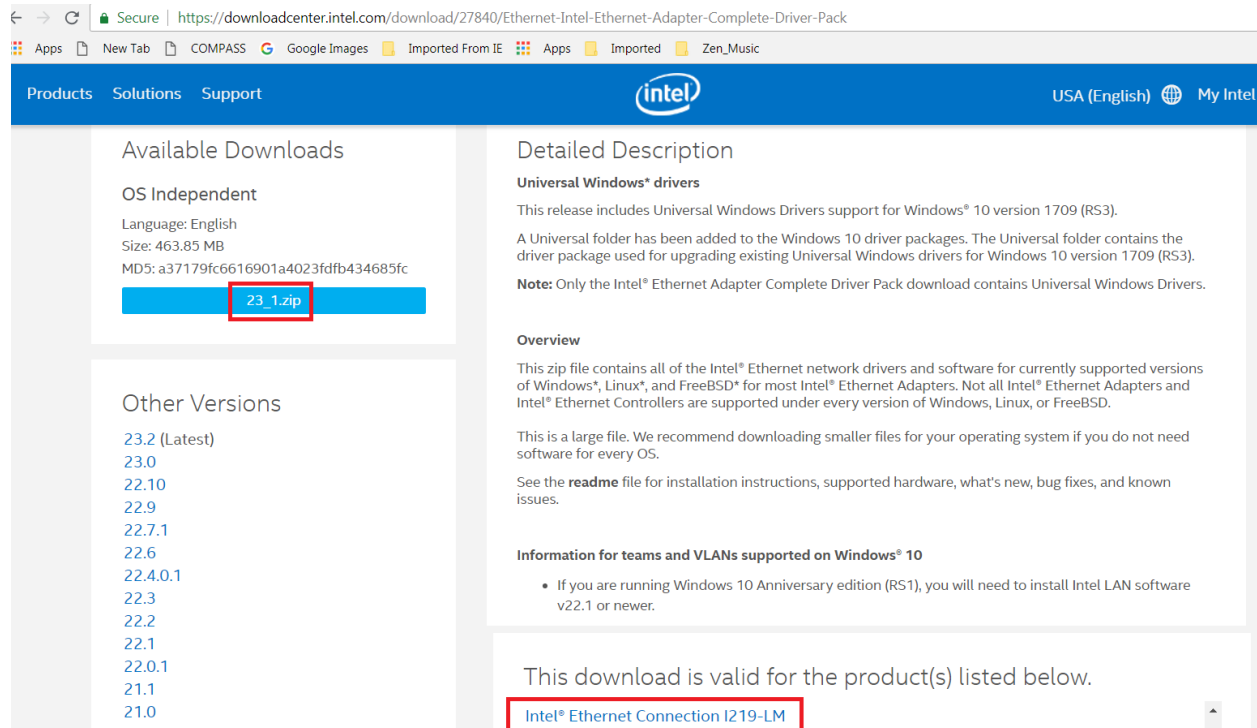 Secure | https://downloadcenter.intel.com/download/27840/Ethernet-Intel-Ethernet-Adapter-Complete-Driver-Pack
Apps New Tab COMPASS Google Images Imported From IE Apps Imported Zen_Music
Products Solutions Support intel USA (English) My Intel
Available Downloads
OS Independent
Language: English
Size: 463.85 MB
MD5: a37179fc6616901a4023fdfb434685fc
23_1.zip
Other Versions
23.2 (Latest)
23.0
22.10
22.9
22.7.1
22.6
22.4.0.1
22.3
22.2
22.1
22.0.1
21.1
21.0
Detailed Description
Universal Windows* drivers
This release includes Universal Windows Drivers support for Windows® 10 version 1709 (RS3).
A Universal folder has been added to the Windows 10 driver packages. The Universal folder contains the
driver package used for upgrading existing Universal Windows drivers for Windows 10 version 1709 (RS3).
Note: Only the Intel® Ethernet Adapter Complete Driver Pack download contains Universal Windows Drivers.
Overview
This zip file contains all of the Intel® Ethernet network drivers and software for currently supported versions
of Windows*, Linux*, and FreeBSD* for most Intel® Ethernet Adapters. Not all Intel® Ethernet Adapters and
Intel® Ethernet Controllers are supported under every version of Windows, Linux, or FreeBSD.
This is a large file. We recommend downloading smaller files for your operating system if you do not need
software for every OS.
See the readme file for installation instructions, supported hardware, what's new, bug fixes, and known
issues.
Information for teams and VLANs supported on Windows® 10
• If you are running Windows 10 Anniversary edition (RS1), you will need to install Intel LAN software
v22.1 or newer.
This download is valid for the product(s) listed below.
Intel® Ethernet Connection I219-LM